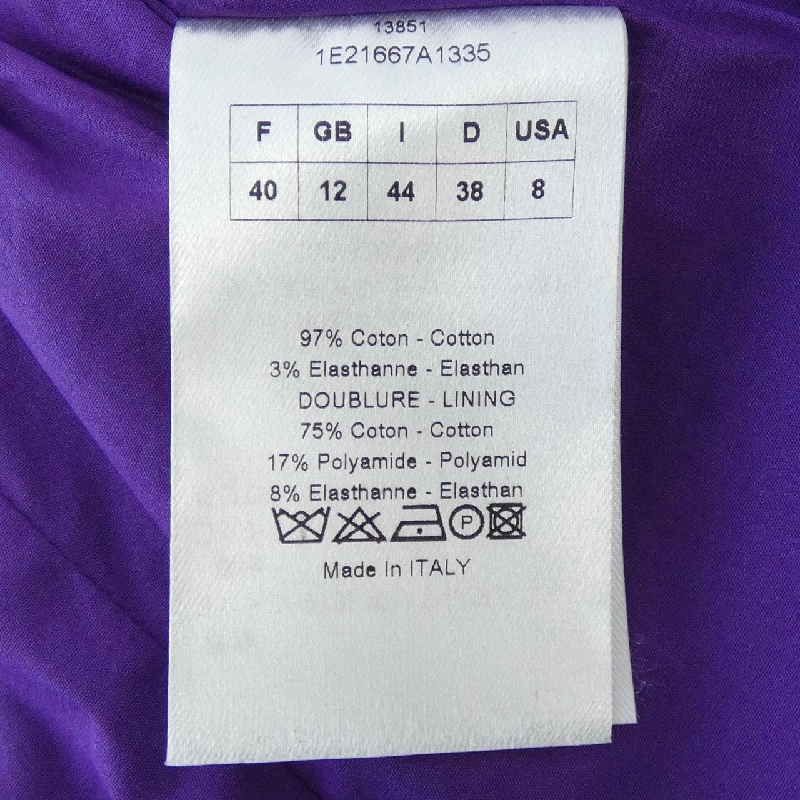 13851
1E21667A1335
F GB I D USA
40 12 44 38 8
97% Coton - Cotton
3% Elasthanne - Elasthan
DOUBLURE - LINING
75% Coton - Cotton
17% Polyamide - Polyamid
8% Elasthanne - Elasthan
P
Made In ITALY